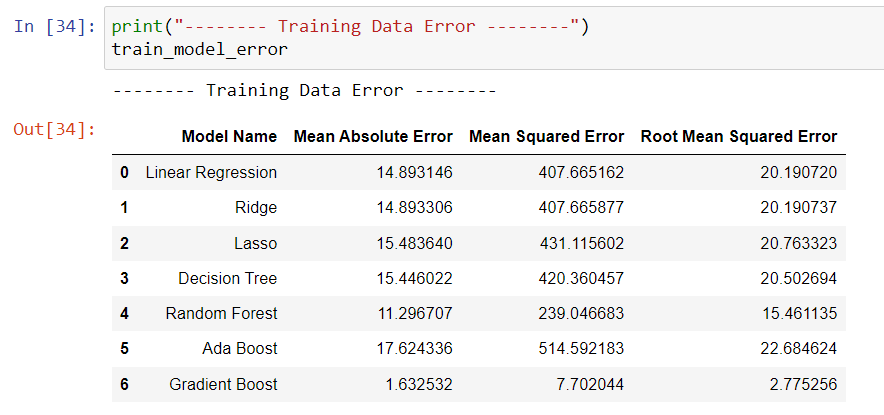 In [34]: print("-------- Training Data Error --------")
train_model_error
-------- Training Data Error --------
Out[34]:
Model Name Mean Absolute Error Mean Squared Error Root Mean Squared Error
0 Linear Regression 14.893146 407.665162 20.190720
1 Ridge 14.893306 407.665877 20.190737
2 Lasso 15.483640 431.115602 20.763323
3 Decision Tree 15.446022 420.360457 20.502694
4 Random Forest 11.296707 239.046683 15.461135
5 Ada Boost 17.624336 514.592183 22.684624
6 Gradient Boost 1.632532 7.702044 2.775256